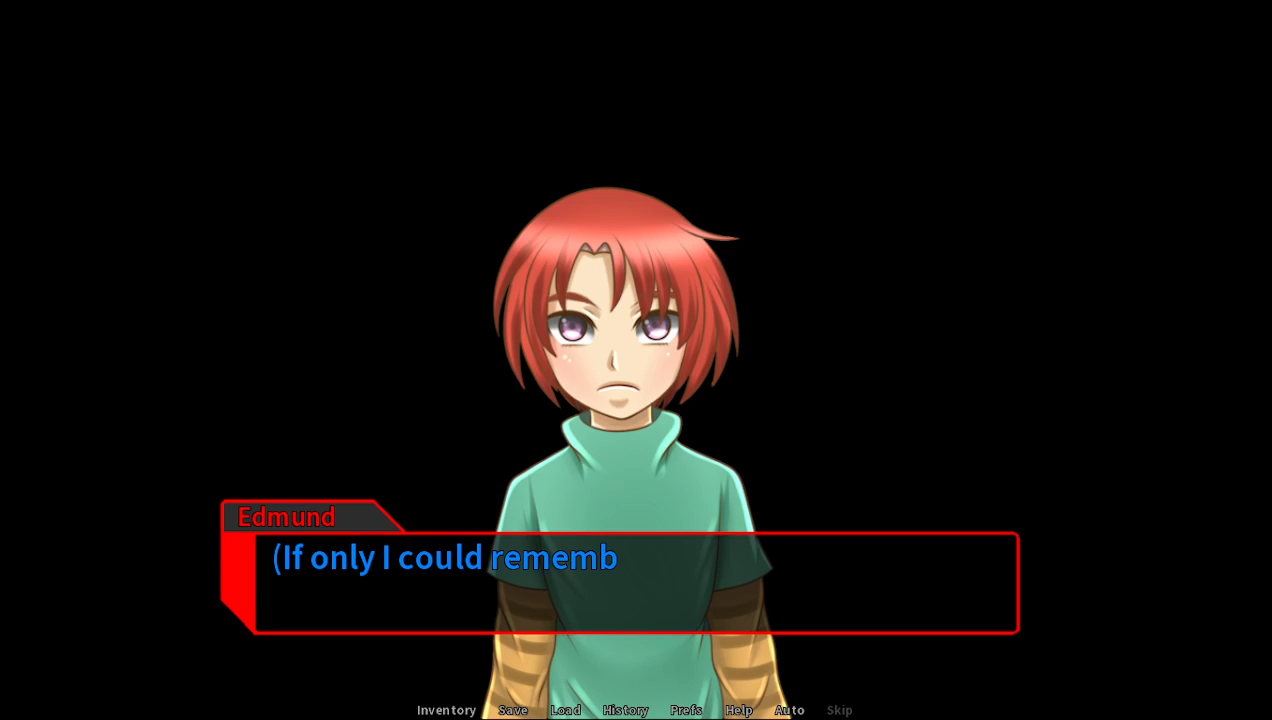 Edmund
(If only I could rememb
Inventory Save Load History Prefs Help Auto Skip